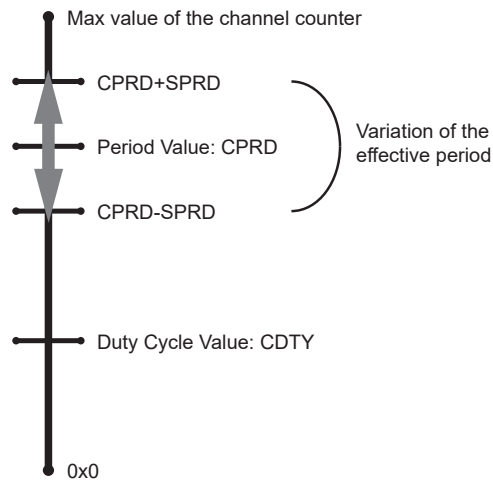 Max value of the channel counter
CPRD+SPRD
Period Value: CPRD
Variation of the
effective period
CPRD-SPRD
Duty Cycle Value: CDTY
0x0